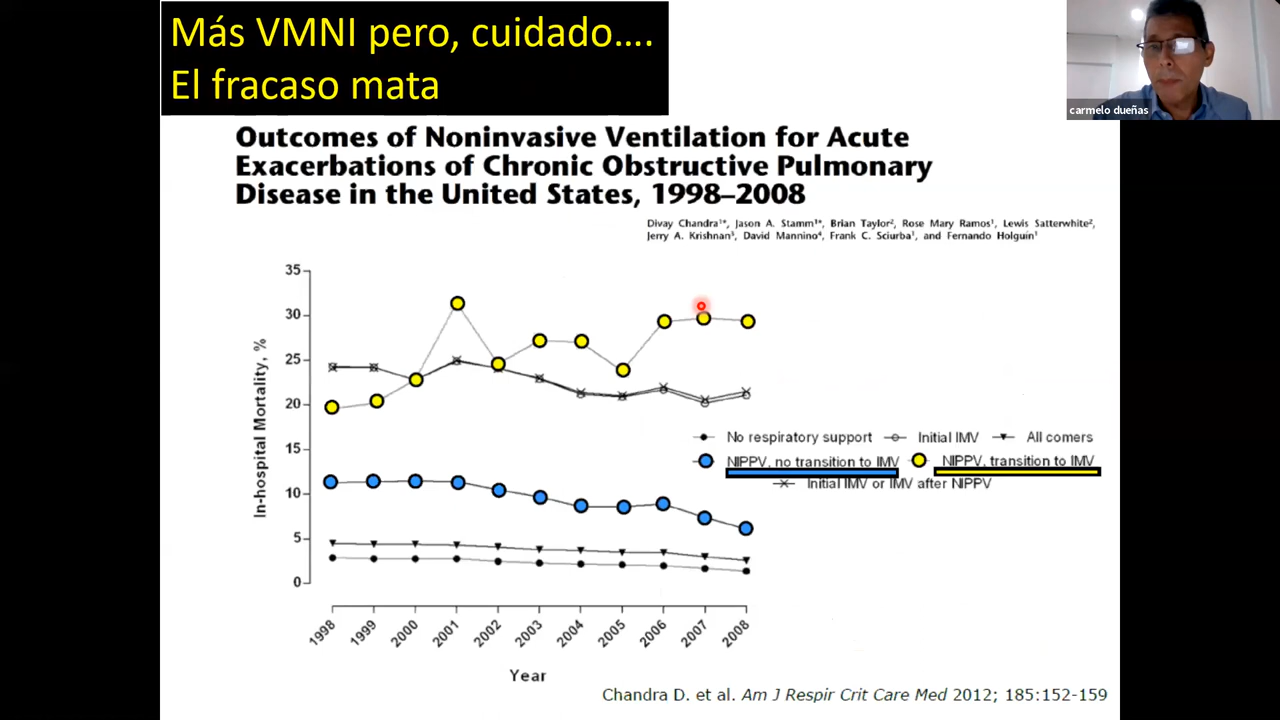 Más VMNI pero, cuidado….
El fracaso mata
carmelo dueñas
Outcomes of Noninvasive Ventilation for Acute
Exacerbations of Chronic Obstructive Pulmonary
Disease in the United States, 1998–2008
Divay Chandra¹*, Jason A. Stamm¹*, Brian Taylor², Rose Mary Ramos¹, Lewis Satterwhite²,
Jerry A. Krishnan³, David Mannino⁴, Frank C. Sciurba¹, and Fernando Holguín¹
In-hospital Mortality, %
35
30
25
20
15
10
5
0
No respiratory support Initial IMV All comers
NIPPV, no transition to IMV NIPPV, transition to IMV
Initial IMV or IMV after NIPPV
1998 1999 2000 2001 2002 2003 2004 2005 2006 2007 2008
Year
Chandra D. et al. Am J Respir Crit Care Med 2012; 185:152-159